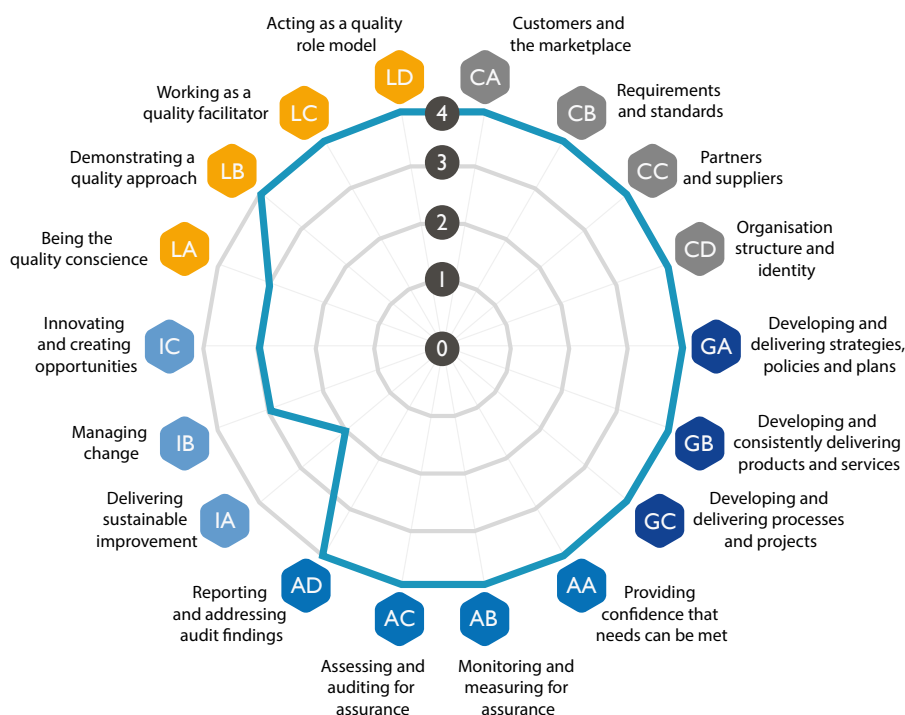 Acting as a quality
role model
LD
Customers and
the marketplace
CA
Working as a
quality facilitator
LC
Requirements
and standards
CB
Demonstrating a
quality approach
LB
Partners
and suppliers
CC
Being the
quality conscience
LA
Organisation
structure and
identity
CD
Innovating
and creating
opportunities
IC
Developing and
delivering strategies,
policies and plans
GA
Managing
change
IB
Developing and
consistently delivering
products and services
GB
Delivering
sustainable
improvement
IA
Developing and
delivering processes
and projects
GC
Reporting
and addressing
audit findings
AD
Providing
confidence that
needs can be met
AA
Assessing and
auditing for
assurance
AC
Monitoring and
measuring for
assurance
AB
4
3
2
1
0